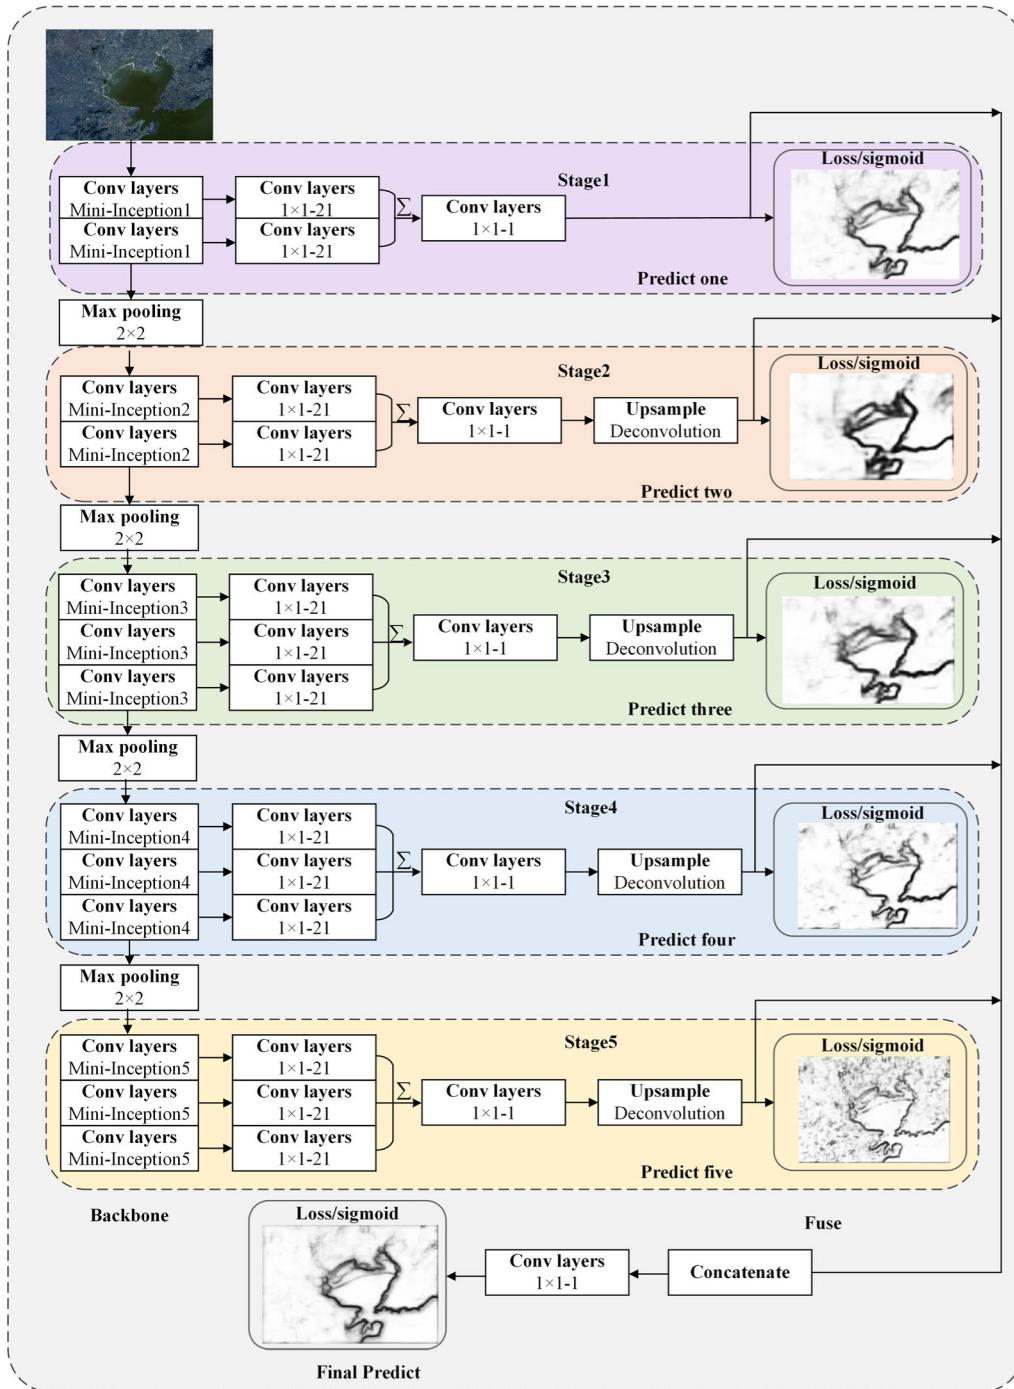 Stage1
Loss/sigmoid
Conv layers
Mini-Inception1
Conv layers
Mini-Inception1
Conv layers
1×1-21
Conv layers
1×1-21
∑
Conv layers
1×1-1
Predict one
Max pooling
2×2
Stage2
Loss/sigmoid
Conv layers
Mini-Inception2
Conv layers
Mini-Inception2
Conv layers
1×1-21
Conv layers
1×1-21
∑
Conv layers
1×1-1
Upsample
Deconvolution
Predict two
Max pooling
2×2
Stage3
Loss/sigmoid
Conv layers
Mini-Inception3
Conv layers
Mini-Inception3
Conv layers
Mini-Inception3
Conv layers
1×1-21
Conv layers
1×1-21
Conv layers
1×1-21
∑
Conv layers
1×1-1
Upsample
Deconvolution
Predict three
Max pooling
2×2
Stage4
Loss/sigmoid
Conv layers
Mini-Inception4
Conv layers
Mini-Inception4
Conv layers
Mini-Inception4
Conv layers
1×1-21
Conv layers
1×1-21
Conv layers
1×1-21
∑
Conv layers
1×1-1
Upsample
Deconvolution
Predict four
Max pooling
2×2
Stage5
Loss/sigmoid
Conv layers
Mini-Inception5
Conv layers
Mini-Inception5
Conv layers
Mini-Inception5
Conv layers
1×1-21
Conv layers
1×1-21
Conv layers
1×1-21
∑
Conv layers
1×1-1
Upsample
Deconvolution
Predict five
Backbone
Loss/sigmoid
Fuse
Conv layers
1×1-1
Concatenate
Final Predict